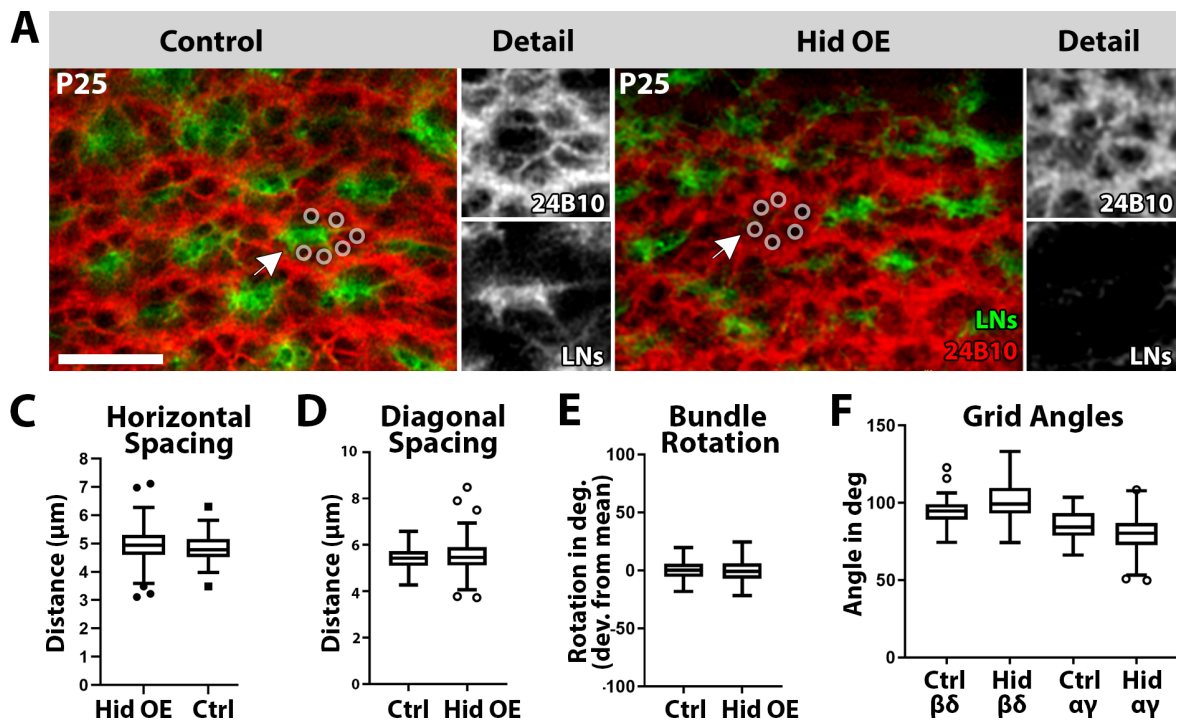 A
Control
Detail
Hid OE
Detail
P25
24B10
LNs
P25
LNs
24B10
24B10
LNs
C
Horizontal
Spacing
Distance (µm)
8
7
6
5
4
3
2
1
0
Hid OE
Ctrl
D
Diagonal
Spacing
Distance (µm)
10
8
6
4
2
0
Ctrl
Hid OE
E
Bundle
Rotation
Rotation in deg.
(dev. from mean)
100
50
0
-50
-100
Ctrl
Hid OE
F
Grid Angles
Angle in deg
150
100
50
0
Ctrl
βδ
Hid
βδ
Ctrl
αγ
Hid
αγ